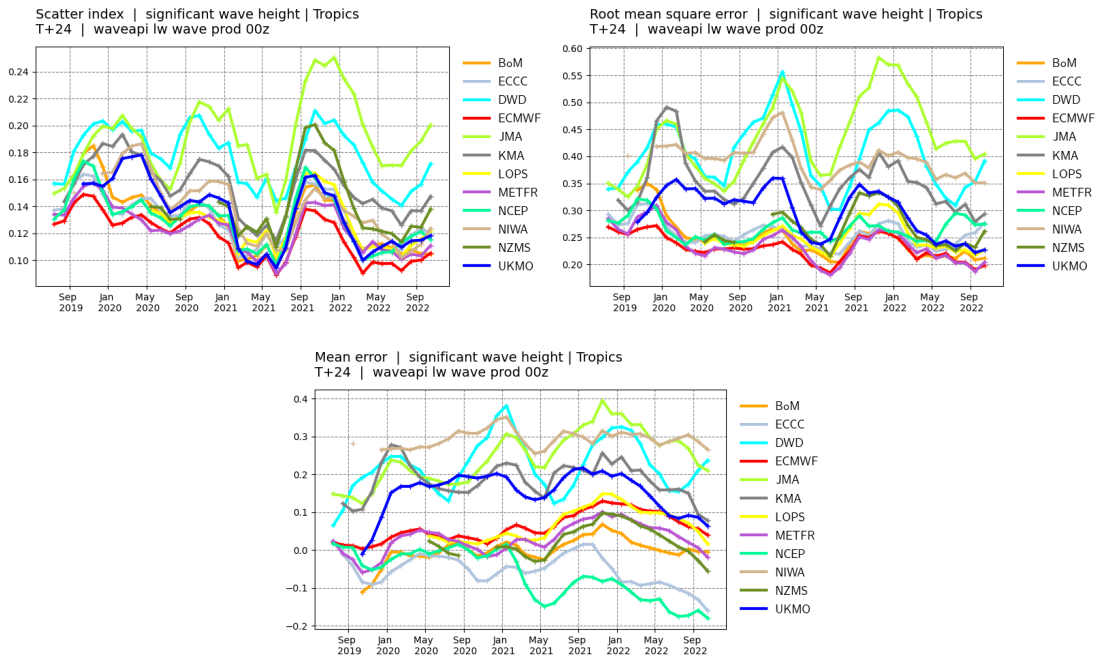 Scatter index | significant wave height | Tropics
T+24 | waveapi lw wave prod 00z
0.24
0.22
0.20
0.18
0.16
0.14
0.12
0.10
Sep Jan May Sep Jan May Sep Jan May Sep
2019 2020 2020 2020 2021 2021 2021 2022 2022 2022
BoM
ECCC
DWD
ECMWF
JMA
KMA
LOPS
METFR
NCEP
NIWA
NZMS
UKMO
Root mean square error | significant wave height | Tropics
T+24 | waveapi lw wave prod 00z
0.60
0.55
0.50
0.45
0.40
0.35
0.30
0.25
0.20
Sep Jan May Sep Jan May Sep Jan May Sep
2019 2020 2020 2020 2021 2021 2021 2022 2022 2022
BoM
ECCC
DWD
ECMWF
JMA
KMA
LOPS
METFR
NCEP
NIWA
NZMS
UKMO
Mean error | significant wave height | Tropics
T+24 | waveapi lw wave prod 00z
0.4
0.3
0.2
0.1
0.0
−0.1
−0.2
Sep Jan May Sep Jan May Sep Jan May Sep
2019 2020 2020 2020 2021 2021 2021 2022 2022 2022
BoM
ECCC
DWD
ECMWF
JMA
KMA
LOPS
METFR
NCEP
NIWA
NZMS
UKMO